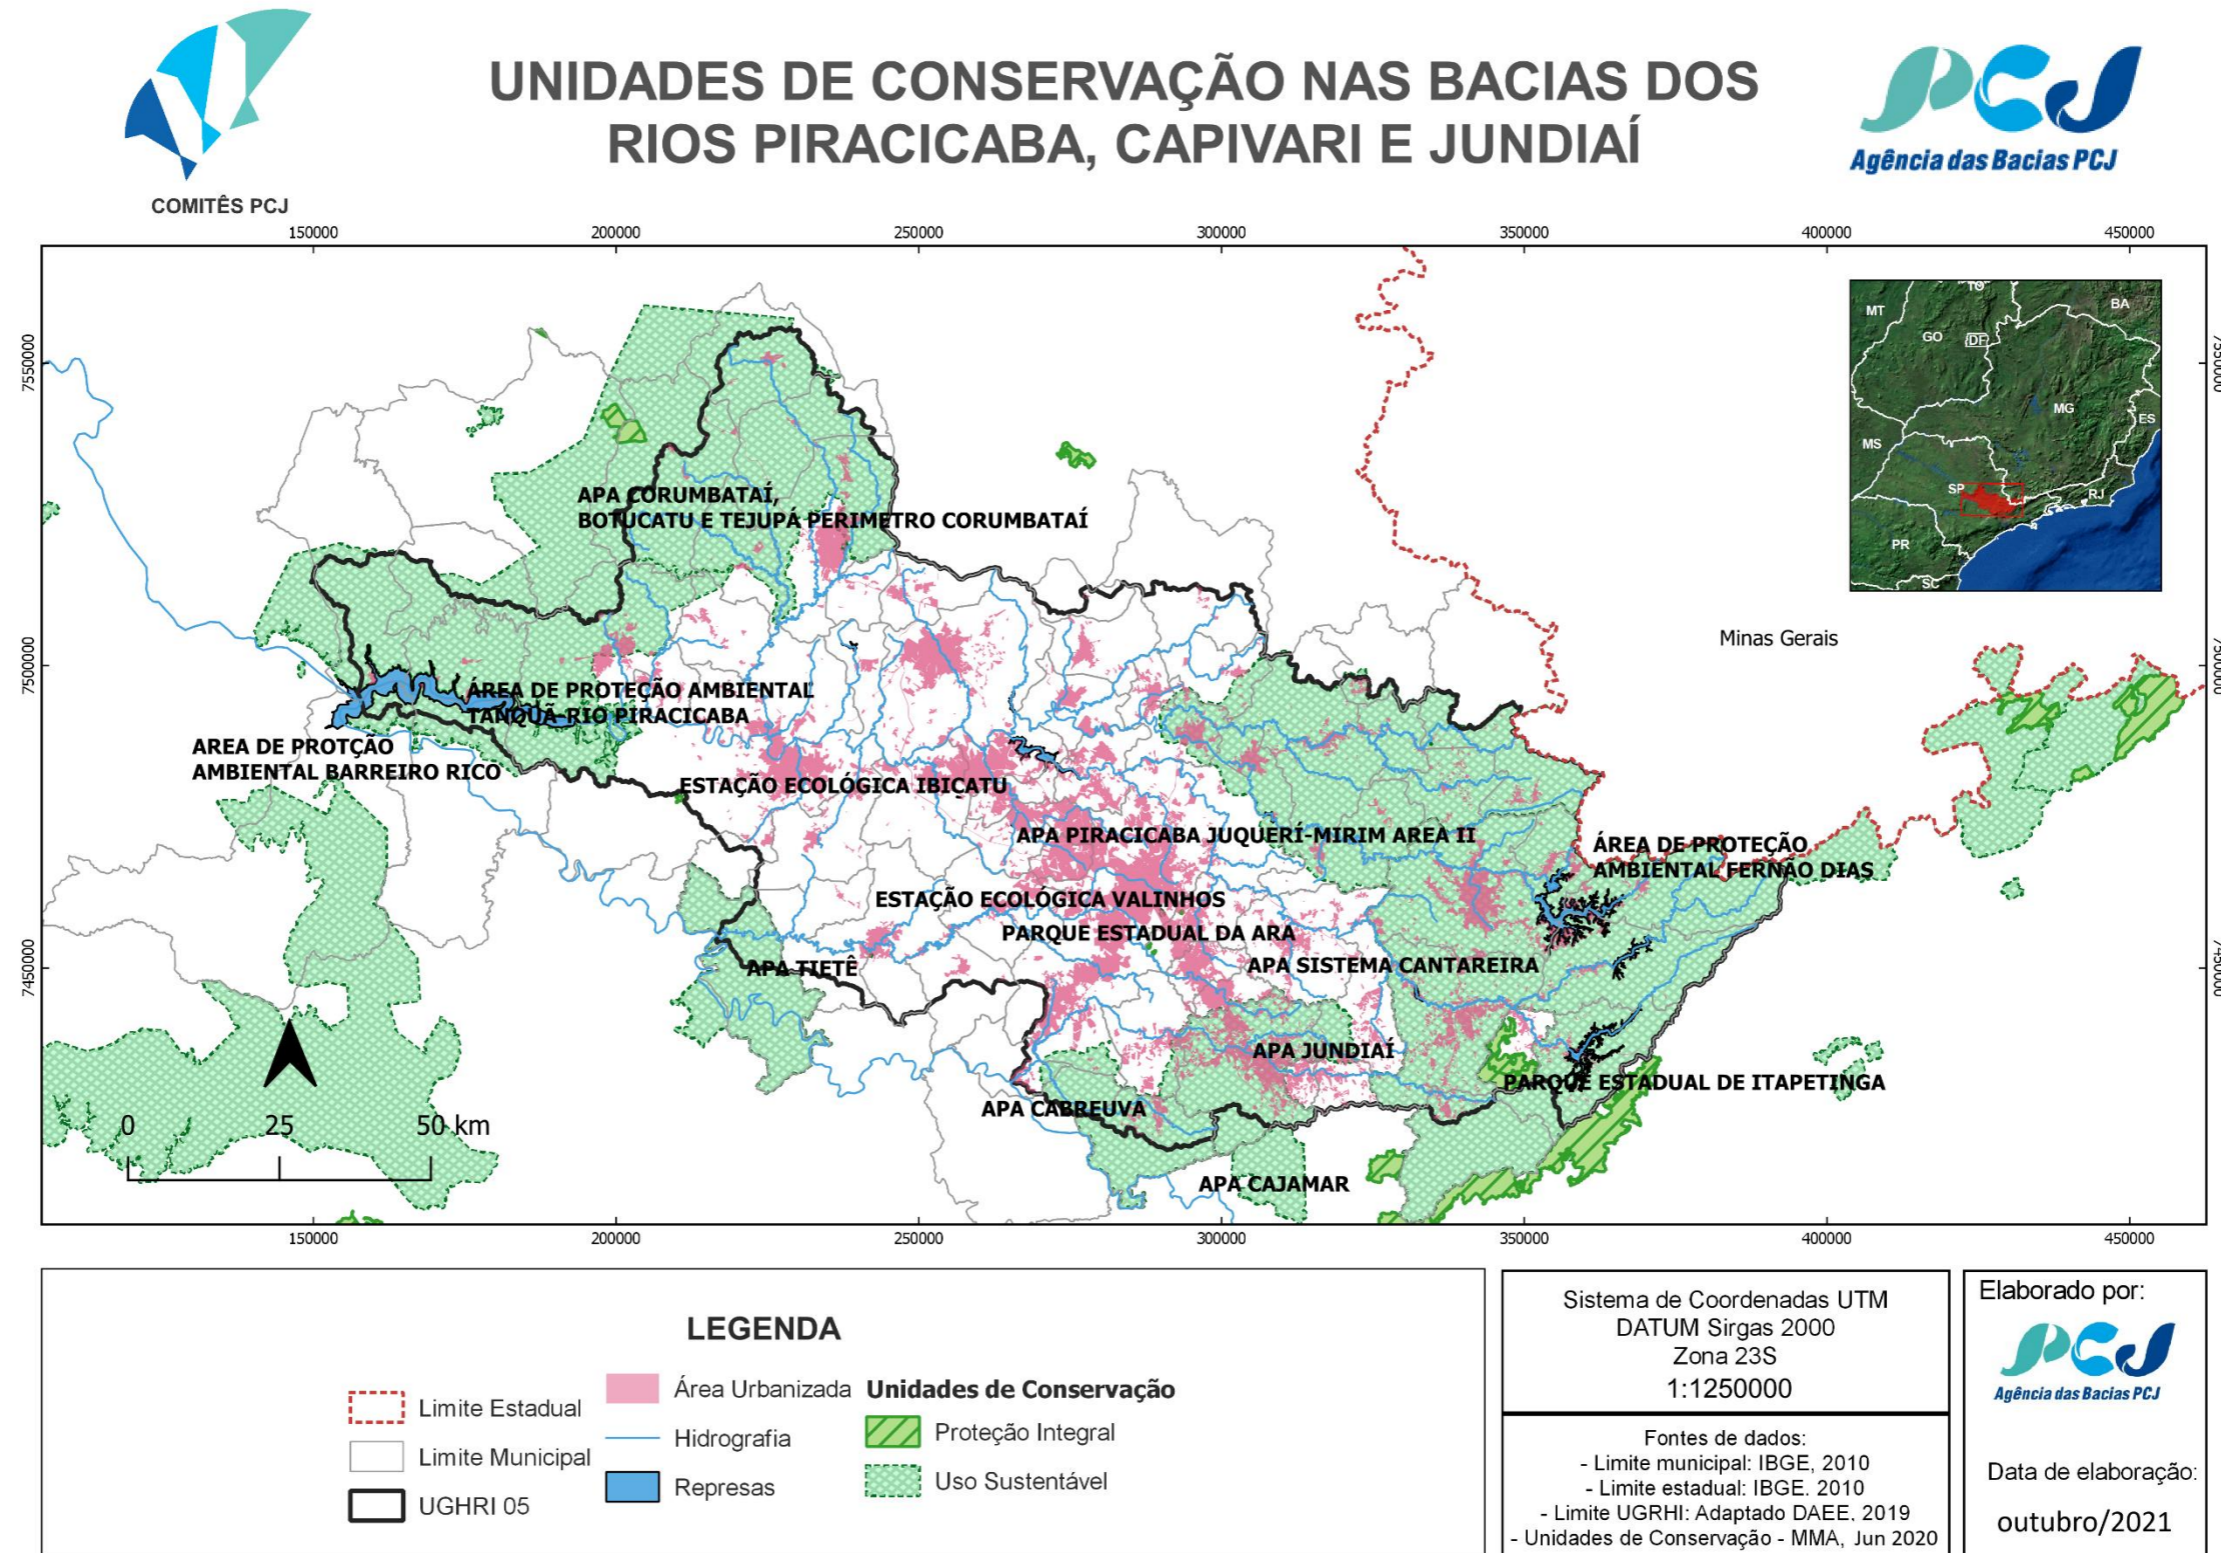 UNIDADES DE CONSERVAÇÃO NAS BACIAS DOS
RIOS PIRACICABA, CAPIVARI E JUNDIAÍ
COMITÊS PCJ
PCJ
Agência das Bacias PCJ
150000 200000 250000 300000 350000 400000 450000
7550000
7500000
7450000
7550000
7500000
7450000
TO
MT
BA
GO
DF
MG
ES
MS
SP
RJ
PR
SC
APA CORUMBATAÍ,
BOTUCATU E TEJUPÁ PERIMETRO CORUMBATAÍ
Minas Gerais
ÁREA DE PROTEÇÃO AMBIENTAL
TANQUÃ-RIO PIRACICABA
AREA DE PROTÇÃO
AMBIENTAL BARREIRO RICO
ESTAÇÃO ECOLÓGICA IBIÇATU
APA PIRACICABA JUQUERÍ-MIRIM AREA II
ÁREA DE PROTEÇÃO
AMBIENTAL FERNÃO DIAS
ESTAÇÃO ECOLÓGICA VALINHOS
PARQUE ESTADUAL DA ARA
APA TIETÊ
APA SISTEMA CANTAREIRA
APA JUNDIAÍ
PARQUE ESTADUAL DE ITAPETINGA
APA CABREUVA
APA CAJAMAR
0 25 50 km
150000 200000 250000 300000 350000 400000 450000
LEGENDA
Limite Estadual
Limite Municipal
UGHRI 05
Área Urbanizada
Hidrografia
Represas
Unidades de Conservação
Proteção Integral
Uso Sustentável
Sistema de Coordenadas UTM
DATUM Sirgas 2000
Zona 23S
1:1250000
Fontes de dados:
- Limite municipal: IBGE, 2010
- Limite estadual: IBGE. 2010
- Limite UGRHI: Adaptado DAEE, 2019
- Unidades de Conservação - MMA, Jun 2020
Elaborado por:
PCJ
Agência das Bacias PCJ
Data de elaboração:
outubro/2021